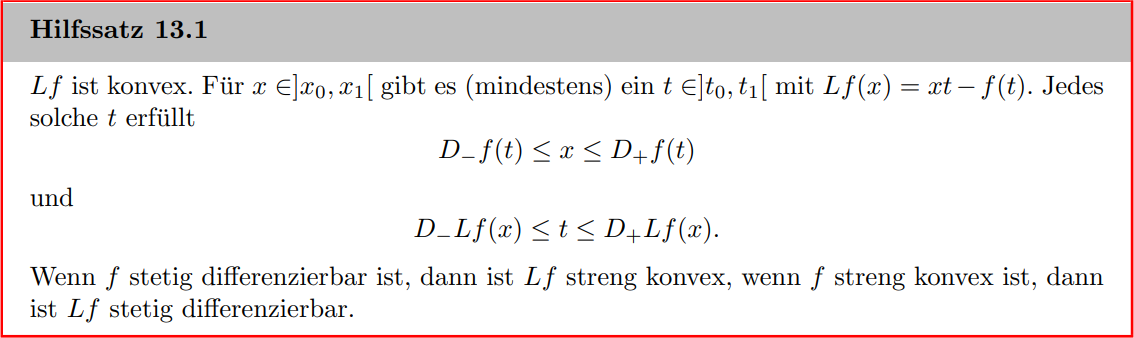 Hilfssatz 13.1
Lf ist konvex. Für x ∈]x₀, x₁[ gibt es (mindestens) ein t ∈]t₀, t₁[ mit Lf(x) = xt − f(t). Jedes
solche t erfüllt
D₋f(t) ≤ x ≤ D₊f(t)
und
D₋Lf(x) ≤ t ≤ D₊Lf(x).
Wenn f stetig differenzierbar ist, dann ist Lf streng konvex, wenn f streng konvex ist, dann
ist Lf stetig differenzierbar.